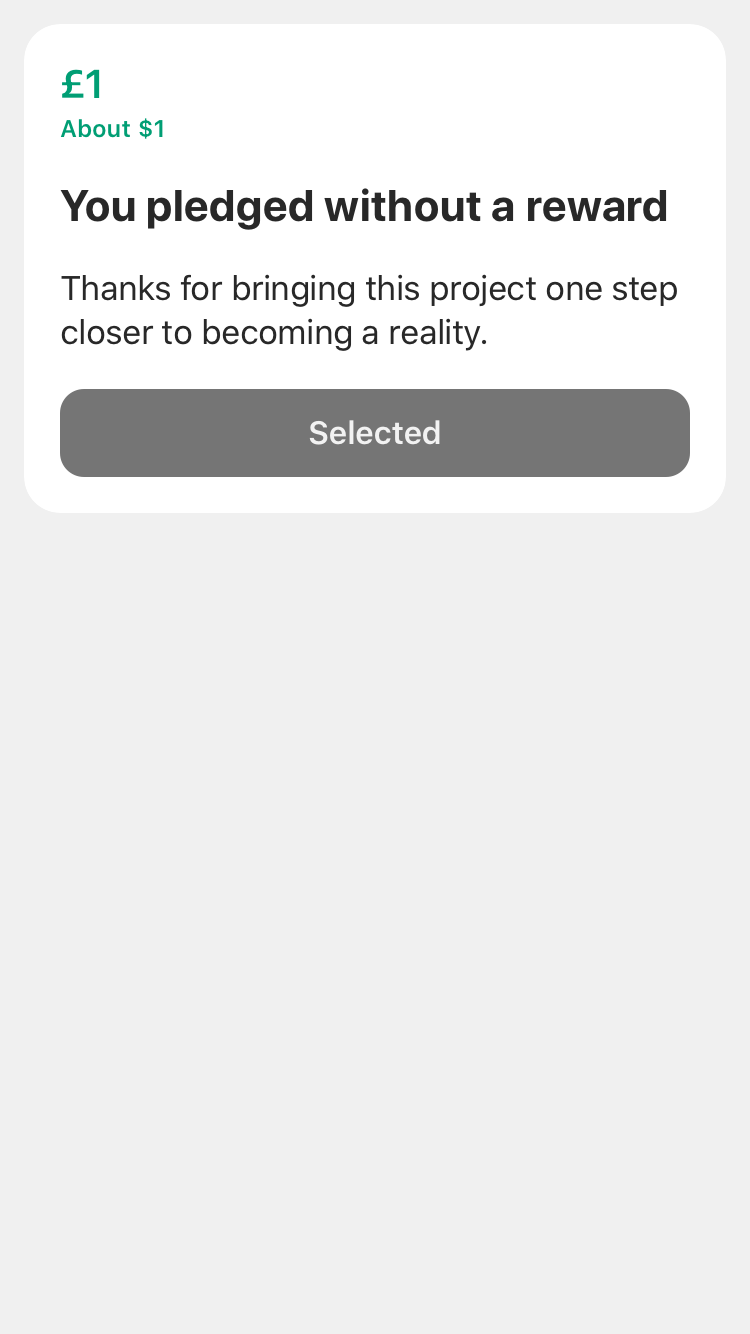 £1
About $1
You pledged without a reward
Thanks for bringing this project one step
closer to becoming a reality.
Selected